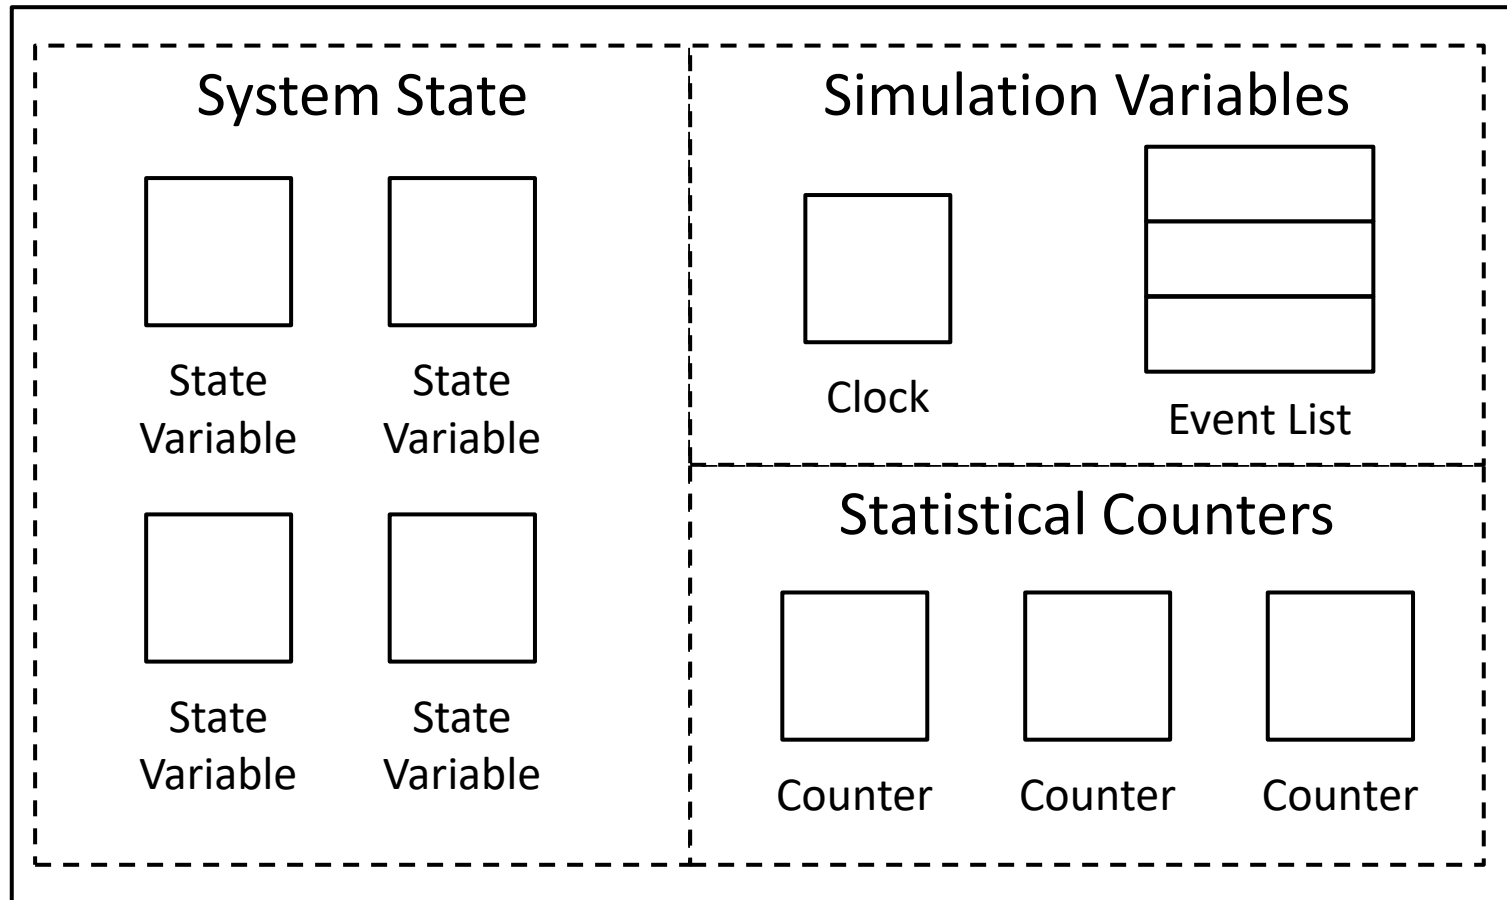 System State
State
Variable
State
Variable
State
Variable
State
Variable
Simulation Variables
Clock
Event List
Statistical Counters
Counter
Counter
Counter